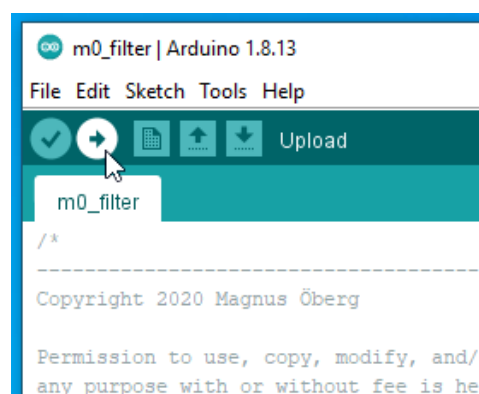 m0_filter | Arduino 1.8.13
File Edit Sketch Tools Help
Upload
m0_filter
/*
----------------------------------------
Copyright 2020 Magnus Öberg
Permission to use, copy, modify, and/
any purpose with or without fee is he